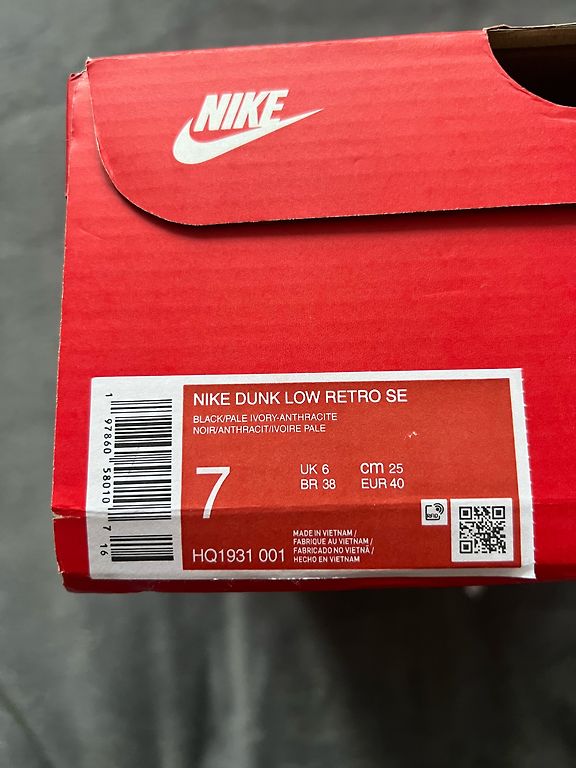 NIKE
NIKE DUNK LOW RETRO SE
BLACK/PALE IVORY-ANTHRACITE
NOIR/ANTHRACIT/IVOIRE PALE
7
UK 6
cm 25
BR 38
EUR 40
HQ1931 001
MADE IN VIETNAM /
FABRIQUE AU VIETNAM /
FABRICADO NO VIETNÃ /
HECHO EN VIETNAM
RFID
1 97860 58010 7 16